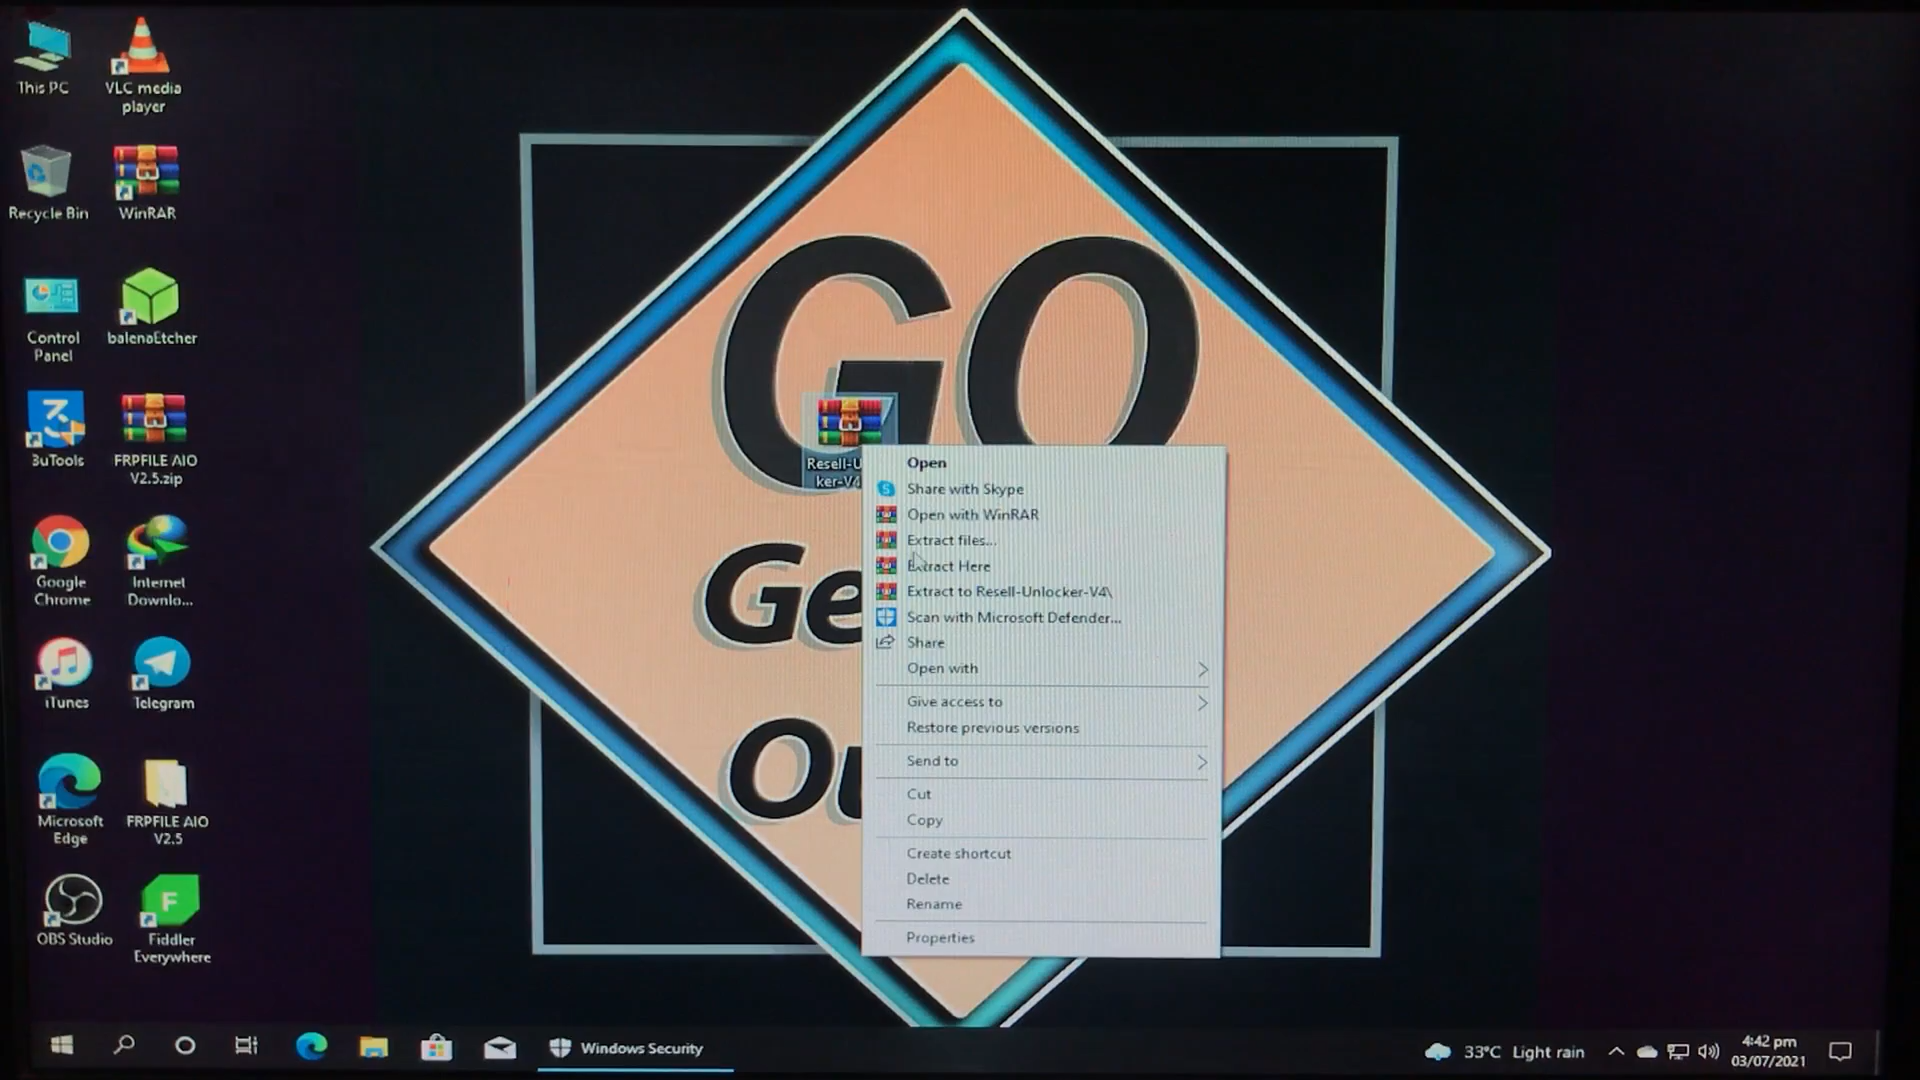 This PC
VLC media
player
Recycle Bin
WinRAR
Control
Panel
balenaEtcher
3uTools
FRPFILE AIO
V2.5.zip
Google
Chrome
Internet
Downlo...
iTunes
Telegram
Microsoft
Edge
FRPFILE AIO
V2.5
OBS Studio
Fiddler
Everywhere
GO
Ge
Resell-U
ker-V4
Open
Share with Skype
Open with WinRAR
Extract files...
Extract Here
Extract to Resell-Unlocker-V4\
Scan with Microsoft Defender...
Share
Open with
Give access to
Restore previous versions
Send to
Cut
Copy
Create shortcut
Delete
Rename
Properties
Windows Security
33°C Light rain
4:42 pm
03/07/2021